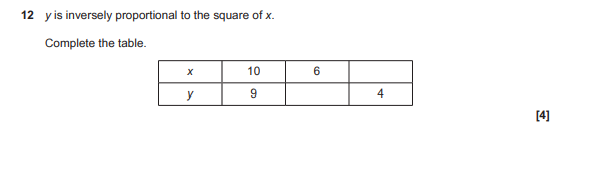 12 y is inversely proportional to the square of x.
Complete the table.
x 10 6
y 9 4
[4]